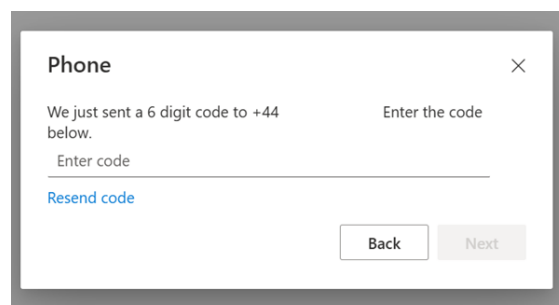 Phone
We just sent a 6 digit code to +44 Enter the code
below.
Enter code
Resend code
Back Next